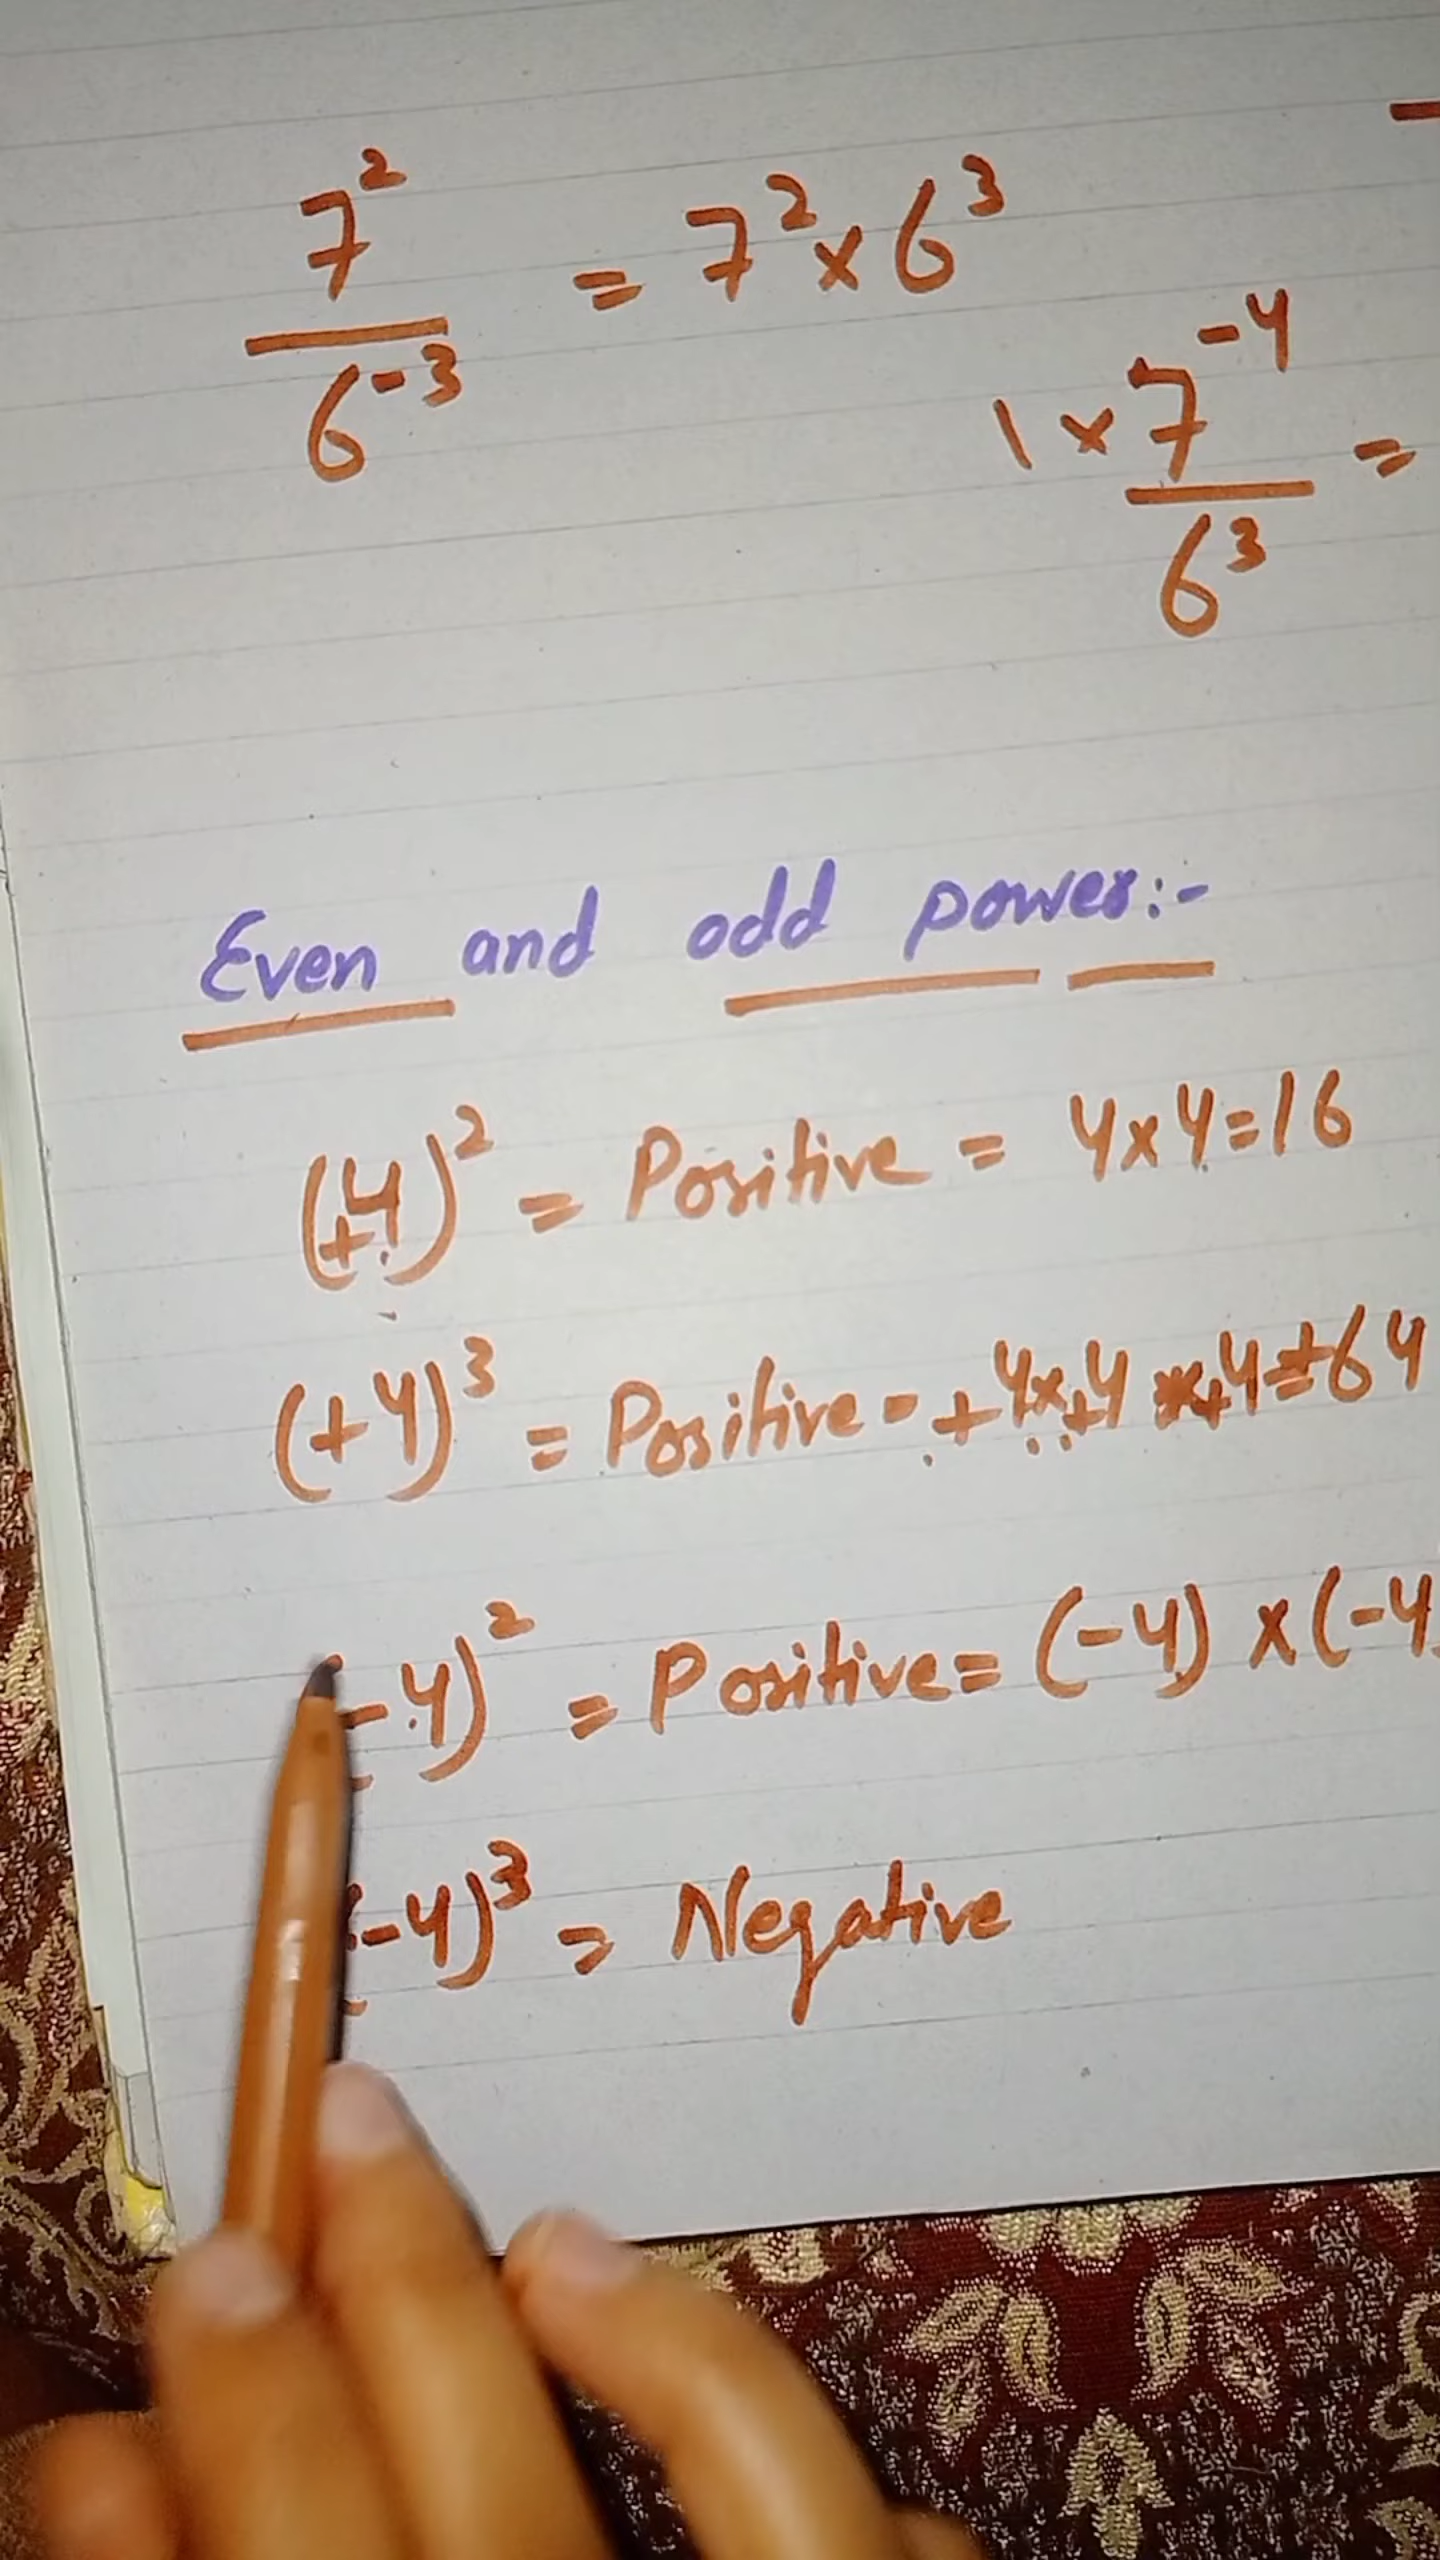 7²/6⁻³ = 7² × 6³
1 × 7⁻⁴/6³ =
Even and odd power:-
(+4)² = Positive = 4×4=16
(+4)³ = Positive = +4×+4×+4=+64
(-4)² = Positive = (-4) × (-4)
(-4)³ = Negative